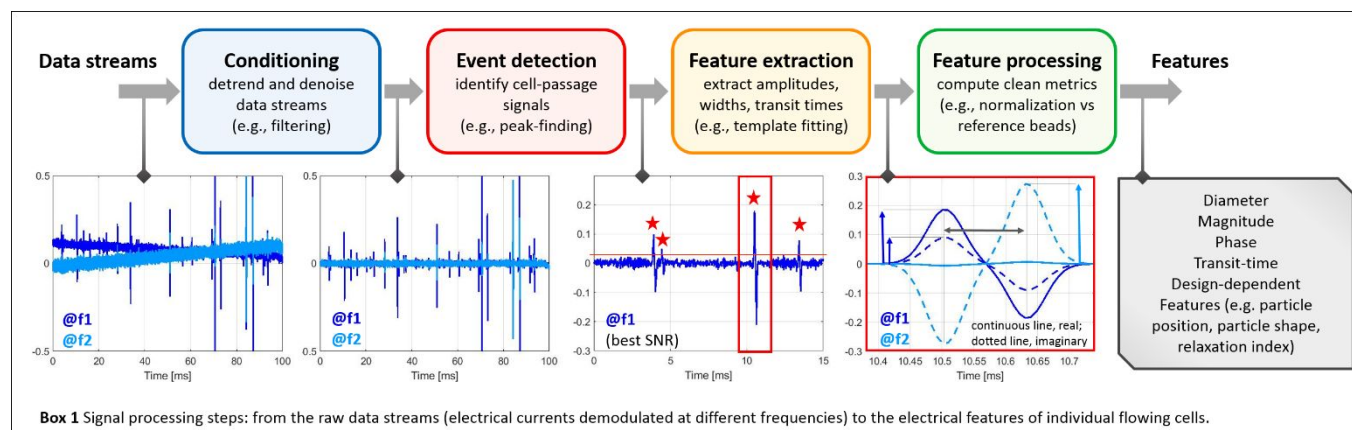 Data streams
Conditioning
detrend and denoise
data streams
(e.g., filtering)
Event detection
identify cell-passage
signals
(e.g., peak-finding)
Feature extraction
extract amplitudes,
widths, transit times
(e.g., template fitting)
Feature processing
compute clean metrics
(e.g., normalization vs
reference beads)
Features
0.5
0
-0.5
@f1
@f2
0 20 40 60 80 100
Time [ms]
0.5
0
-0.5
@f1
@f2
0 20 40 60 80 100
Time [ms]
0.2
0.1
0
-0.1
-0.2
-0.3
@f1
(best SNR)
0 5 10 15
Time [ms]
0.3
0.2
0.1
0
-0.1
-0.2
-0.3
@f1
@f2
continuous line, real;
dotted line, imaginary
10.4 10.45 10.5 10.55 10.6 10.65 10.7
Time [ms]
Diameter
Magnitude
Phase
Transit-time
Design-dependent
Features (e.g. particle
position, particle shape,
relaxation index)
Box 1 Signal processing steps: from the raw data streams (electrical currents demodulated at different frequencies) to the electrical features of individual flowing cells.